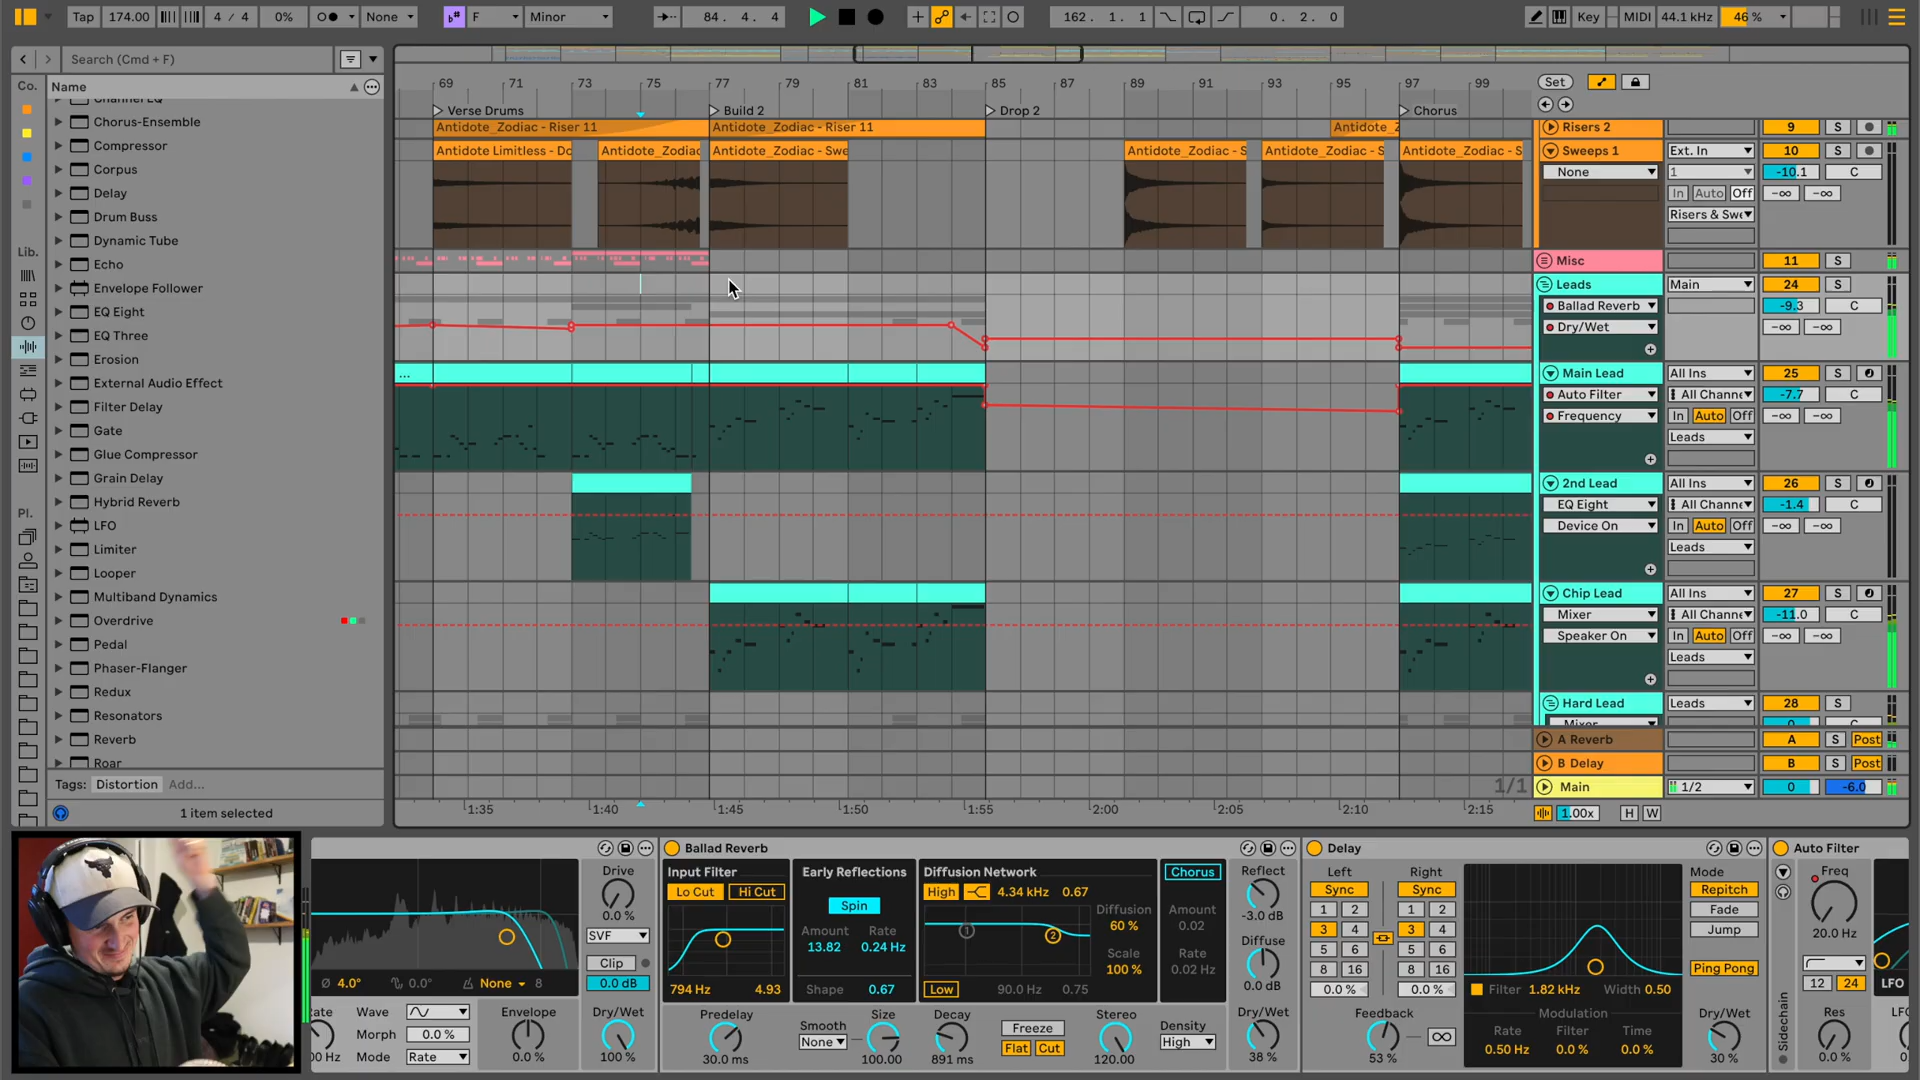 Tap 174.00 4 / 4 0% None F Minor 84. 4. 4 162. 1. 1 0. 2. 0 Key MIDI 44.1 kHz 46 %
Search (Cmd + F)
Co. Name
Chorus-Ensemble
Compressor
Corpus
Delay
Drum Buss
Dynamic Tube
Echo
Envelope Follower
EQ Eight
EQ Three
Erosion
External Audio Effect
Filter Delay
Gate
Glue Compressor
Grain Delay
Hybrid Reverb
LFO
Limiter
Looper
Multiband Dynamics
Overdrive
Pedal
Phaser-Flanger
Redux
Resonators
Reverb
Roar
Lib.
Pl.
Tags: Distortion Add...
1 item selected
69 71 73 75 77 79 81 83 85 87 89 91 93 95 97 99 Set
Verse Drums Build 2 Drop 2 Chorus
Antidote_Zodiac - Riser 11 Antidote_Zodiac - Riser 11 Antidote_Z Risers 2 9 S
Antidote Limitless - Do Antidote_Zodiac Antidote_Zodiac - Swe Antidote_Zodiac - S Antidote_Zodiac - S Antidote_Zodiac - S Sweeps 1 Ext. In 10 S
None 1 -10.1 C
In Auto Off -∞ -∞
Risers & Swe
Misc 11 S
Leads Main 24 S
Ballad Reverb -9.3 C
Dry/Wet -∞ -∞
... Main Lead All Ins 25 S
Auto Filter All Channe -7.7 C
Frequency In Auto Off -∞ -∞
Leads
2nd Lead All Ins 26 S
EQ Eight All Channe -1.4 C
Device On In Auto Off -∞ -∞
Leads
Chip Lead All Ins 27 S
Mixer All Channe -11.0 C
Speaker On In Auto Off -∞ -∞
Leads
Hard Lead Leads 28 S
Mixer 0 C
A Reverb A S Post
B Delay B S Post
1/1 Main 1/2 0 -6.0
1:35 1:40 1:45 1:50 1:55 2:00 2:05 2:10 2:15 1.00x H W
Drive
0.0 %
SVF
Clip
0.0 dB
Ø 4.0° 0.0° None 8
Wave
Morph 0.0 %
Mode Rate
Envelope
0.0 %
Dry/Wet
100 %
Ballad Reverb
Input Filter
Lo Cut Hi Cut
794 Hz 4.93
Early Reflections
Spin
Amount Rate
13.82 0.24 Hz
Shape 0.67
Diffusion Network
High 4.34 kHz 0.67
1 2
Diffusion
60 %
Scale
100 %
Low 90.0 Hz 0.75
Chorus
Amount
0.02
Rate
0.02 Hz
Reflect
-3.0 dB
Diffuse
0.0 dB
Predelay
30.0 ms
Smooth
None
Size
100.00
Decay
891 ms
Freeze
Flat Cut
Stereo
120.00
Density
High
Dry/Wet
38 %
Delay
Left Right
Sync Sync
1 2 1 2
3 4 3 4
5 6 5 6
8 16 8 16
0.0 % 0.0 %
Feedback
53 %
Filter 1.82 kHz Width 0.50
Modulation
Rate Filter Time
0.50 Hz 0.0 % 0.0 %
Mode
Repitch
Fade
Jump
Ping Pong
Dry/Wet
30 %
Auto Filter
Sidechain
Freq
20.0 Hz
12 24
Res
0.0 %
LFO